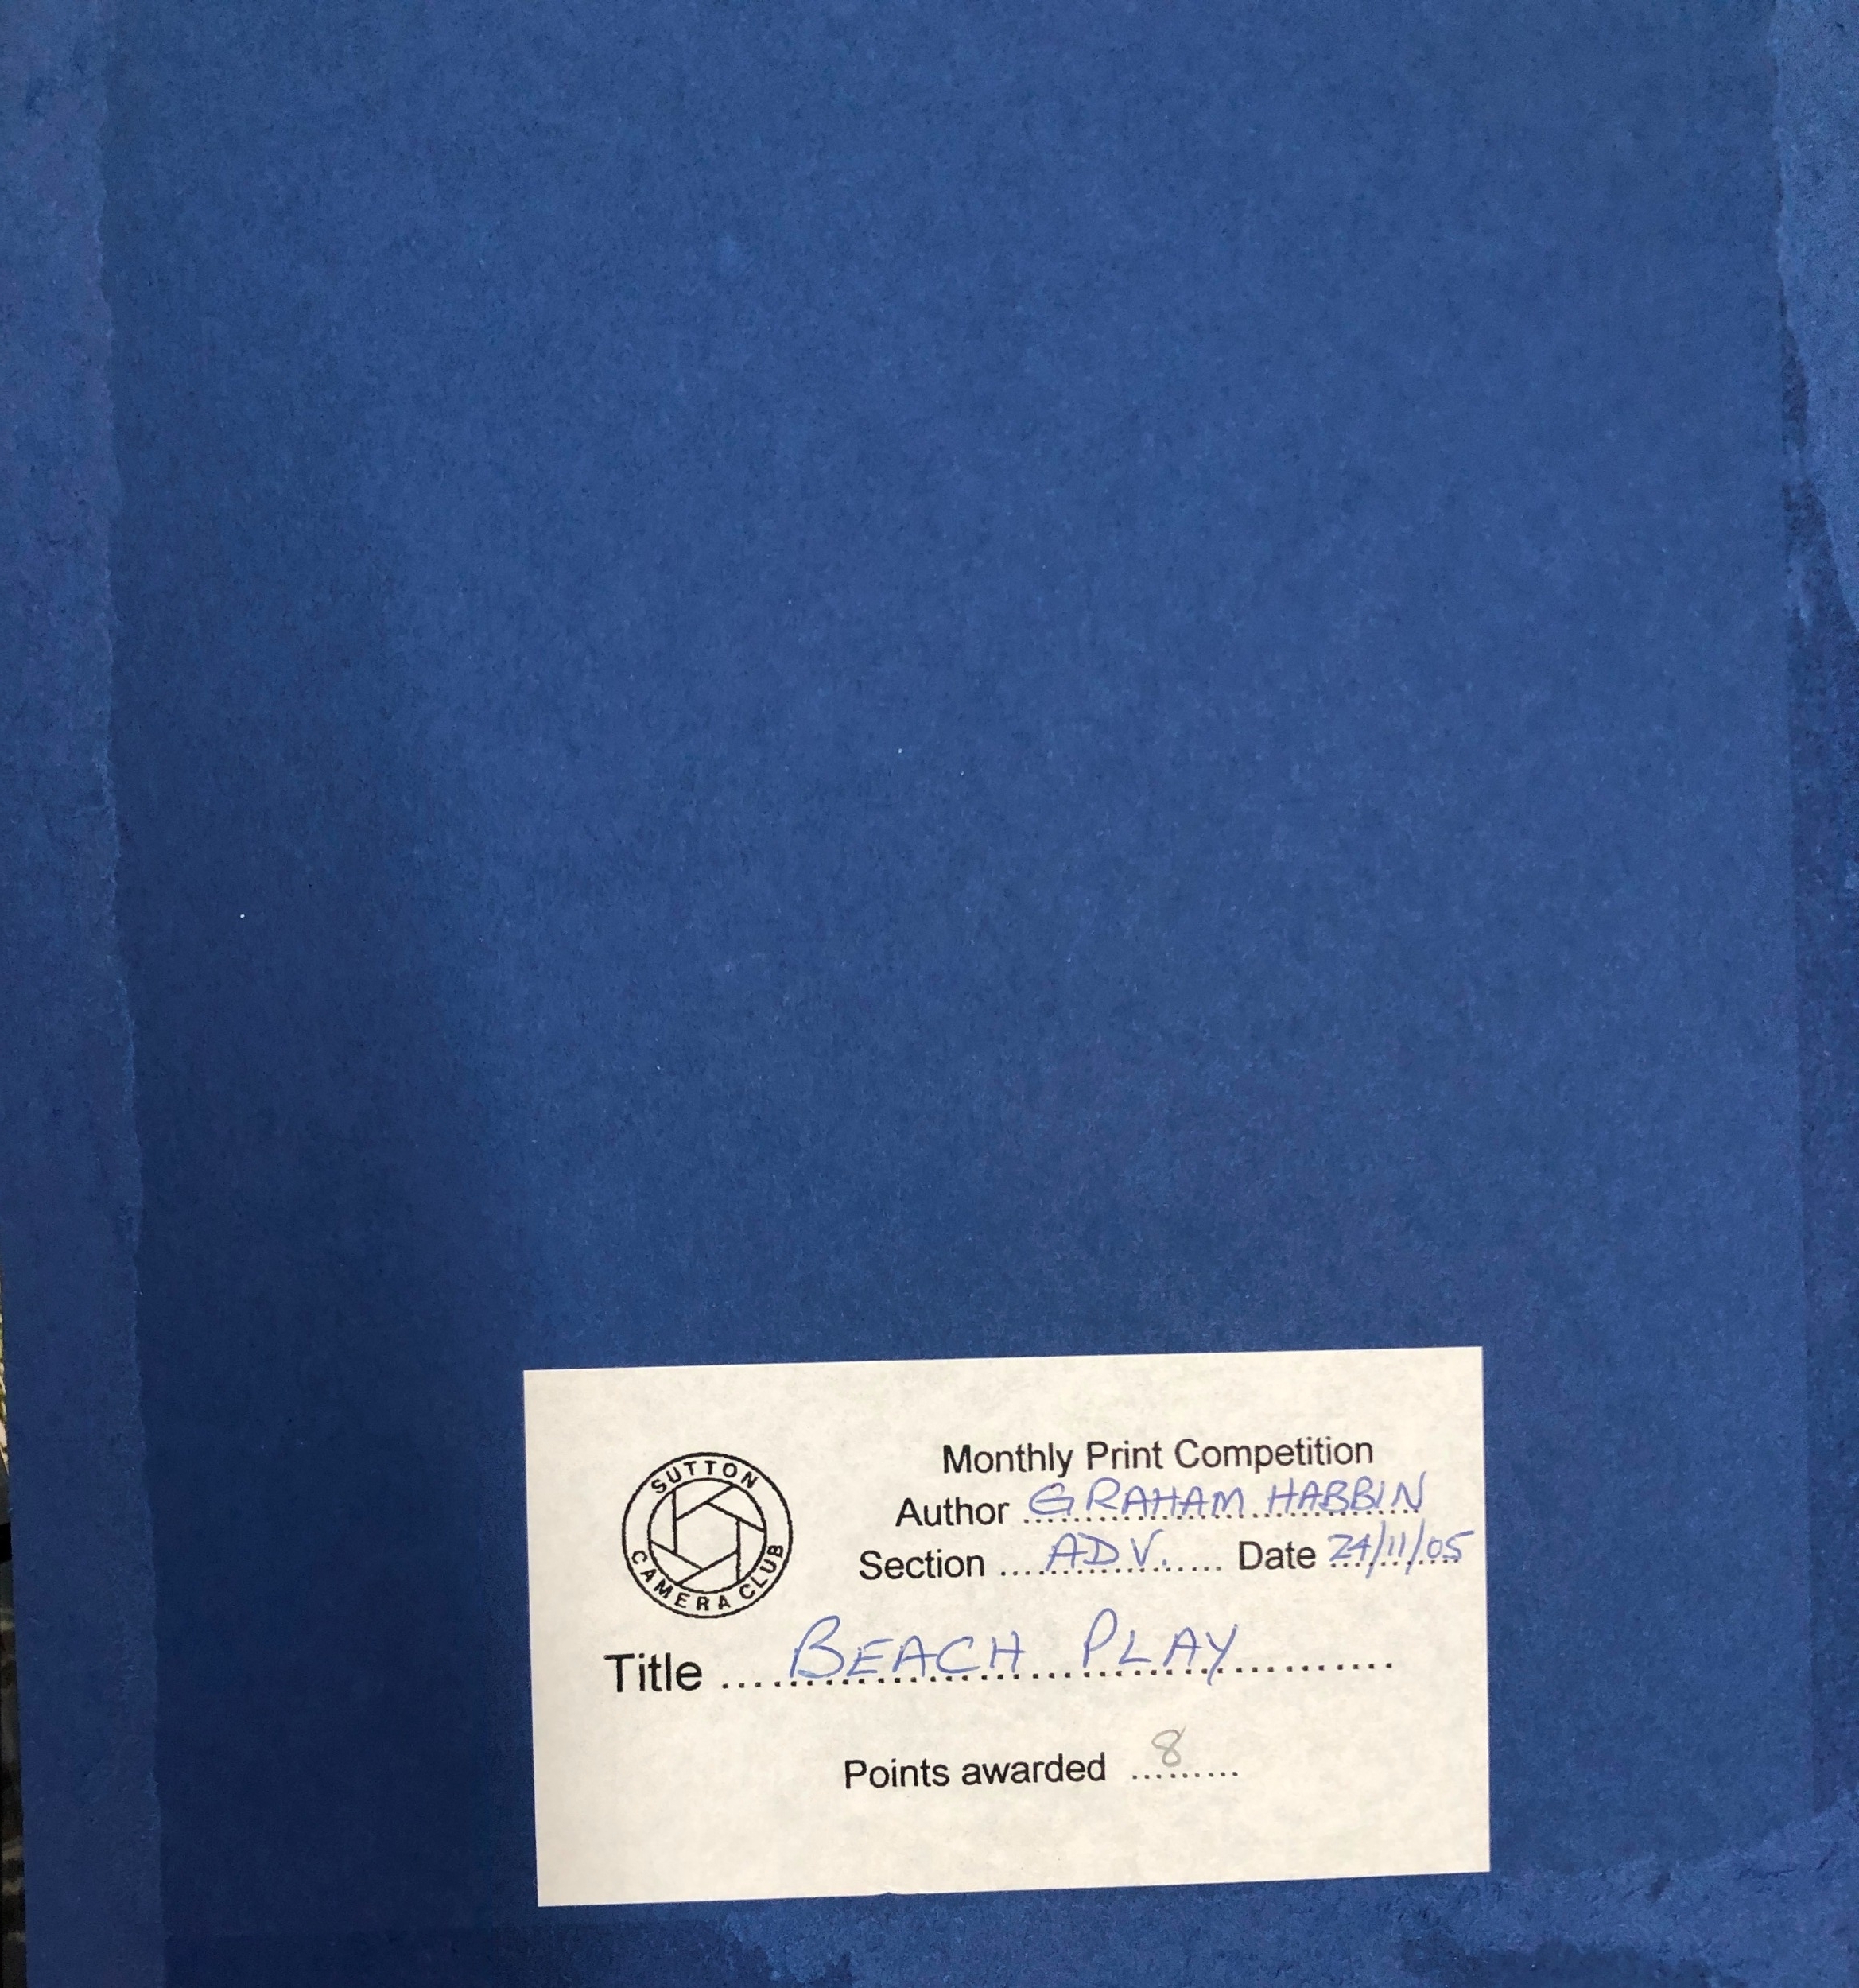 SUTTON
CAMERA CLUB
Monthly Print Competition
Author GRAHAM HABBIN
Section ADV. Date 24/11/05
Title BEACH PLAY
Points awarded 8